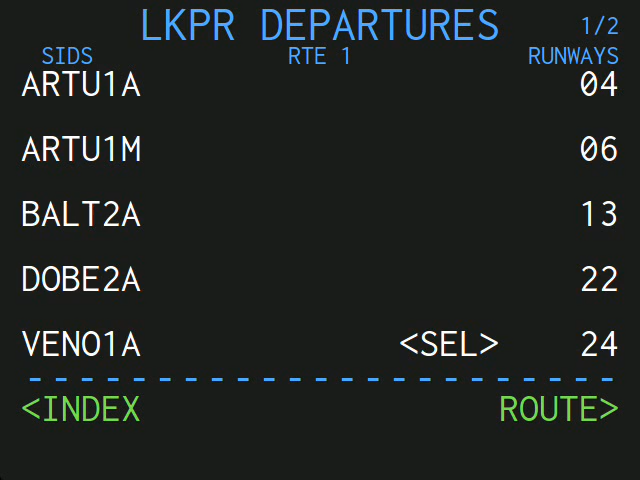 LKPR DEPARTURES 1/2
SIDS RTE 1 RUNWAYS
ARTU1A 04
ARTU1M 06
BALT2A 13
DOBE2A 22
VENO1A <SEL> 24
- - - - - - - - - - - - - - - - - - - - - - -
<INDEX ROUTE>